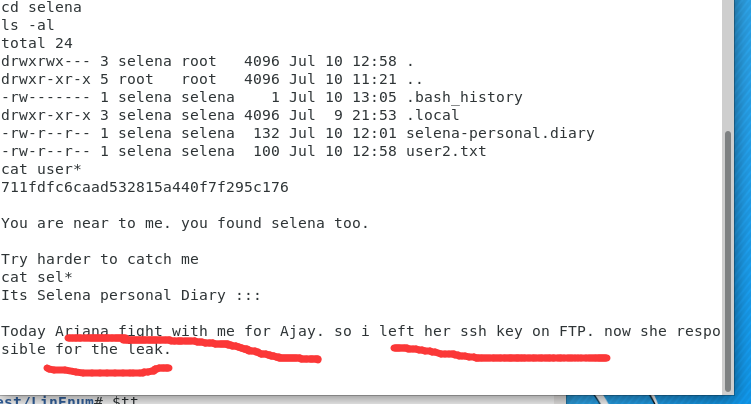 cd selena
ls -al
total 24
drwxrwx--- 3 selena root   4096 Jul 10 12:58 .
drwxr-xr-x 5 root   root   4096 Jul 10 11:21 ..
-rw------- 1 selena selena    1 Jul 10 13:05 .bash_history
drwxr-xr-x 3 selena selena 4096 Jul  9 21:53 .local
-rw-r--r-- 1 selena selena  132 Jul 10 12:01 selena-personal.diary
-rw-r--r-- 1 selena selena  100 Jul 10 12:58 user2.txt
cat user*
711fdfc6caad532815a440f7f295c176
You are near to me. you found selena too.
Try harder to catch me
cat sel*
Its Selena personal Diary :::
Today Ariana fight with me for Ajay. so i left her ssh key on FTP. now she respo
sible for the leak.
est/LinEnum# $tt